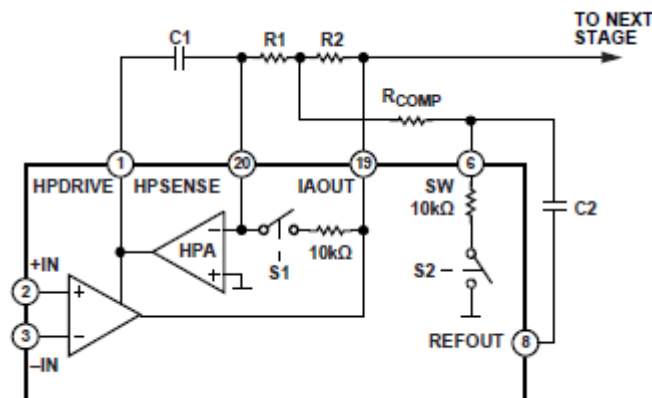 TO NEXT
STAGE
C1
R1
R2
RCOMP
1
20
19
6
HPDRIVE
HPSENSE
IAOUT
SW
10kΩ
C2
–
HPA
+
S1
10kΩ
S2
+IN
2
+
3
–
–IN
REFOUT
8